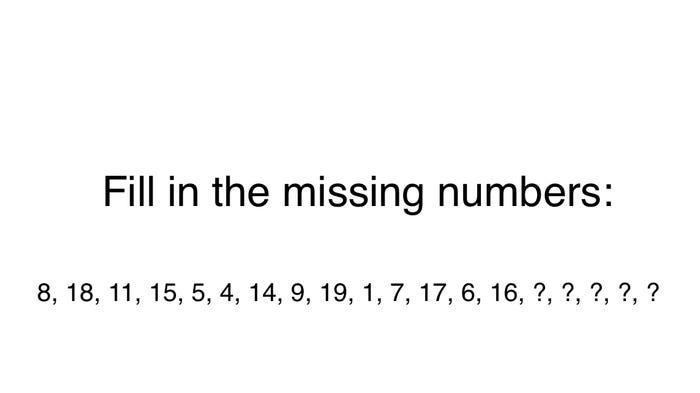 Fill in the missing numbers:
8, 18, 11, 15, 5, 4, 14, 9, 19, 1, 7, 17, 6, 16, ?, ?, ?, ?, ?